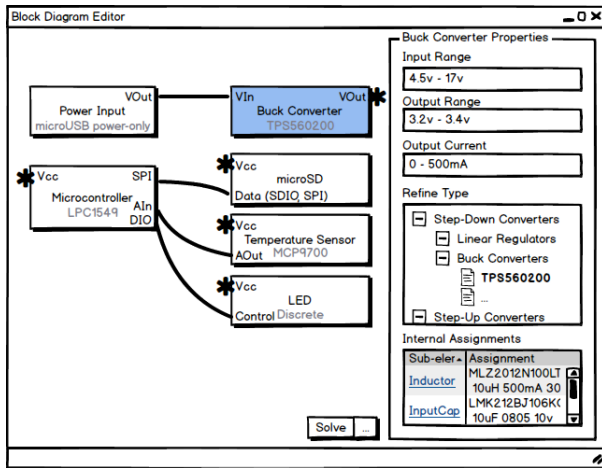 Block Diagram Editor
VOut
Power Input
microUSB power-only
VIn VOut
Buck Converter
TPS560200
Vcc SPI
Microcontroller
LPC1549
AIn
DIO
Vcc
microSD
Data (SDIO, SPI)
Vcc
Temperature Sensor
MCP9700
AOut
Vcc
LED
Control Discrete
Solve ...
Buck Converter Properties
Input Range
4.5v - 17v
Output Range
3.2v - 3.4v
Output Current
0 - 500mA
Refine Type
Step-Down Converters
Linear Regulators
Buck Converters
TPS560200
...
Step-Up Converters
Internal Assignments
Sub-eler Assignment
Inductor
MLZ2012N100LT
10uH 500mA 30
InputCap
LMK212BJ106K
10uF 0805 10v